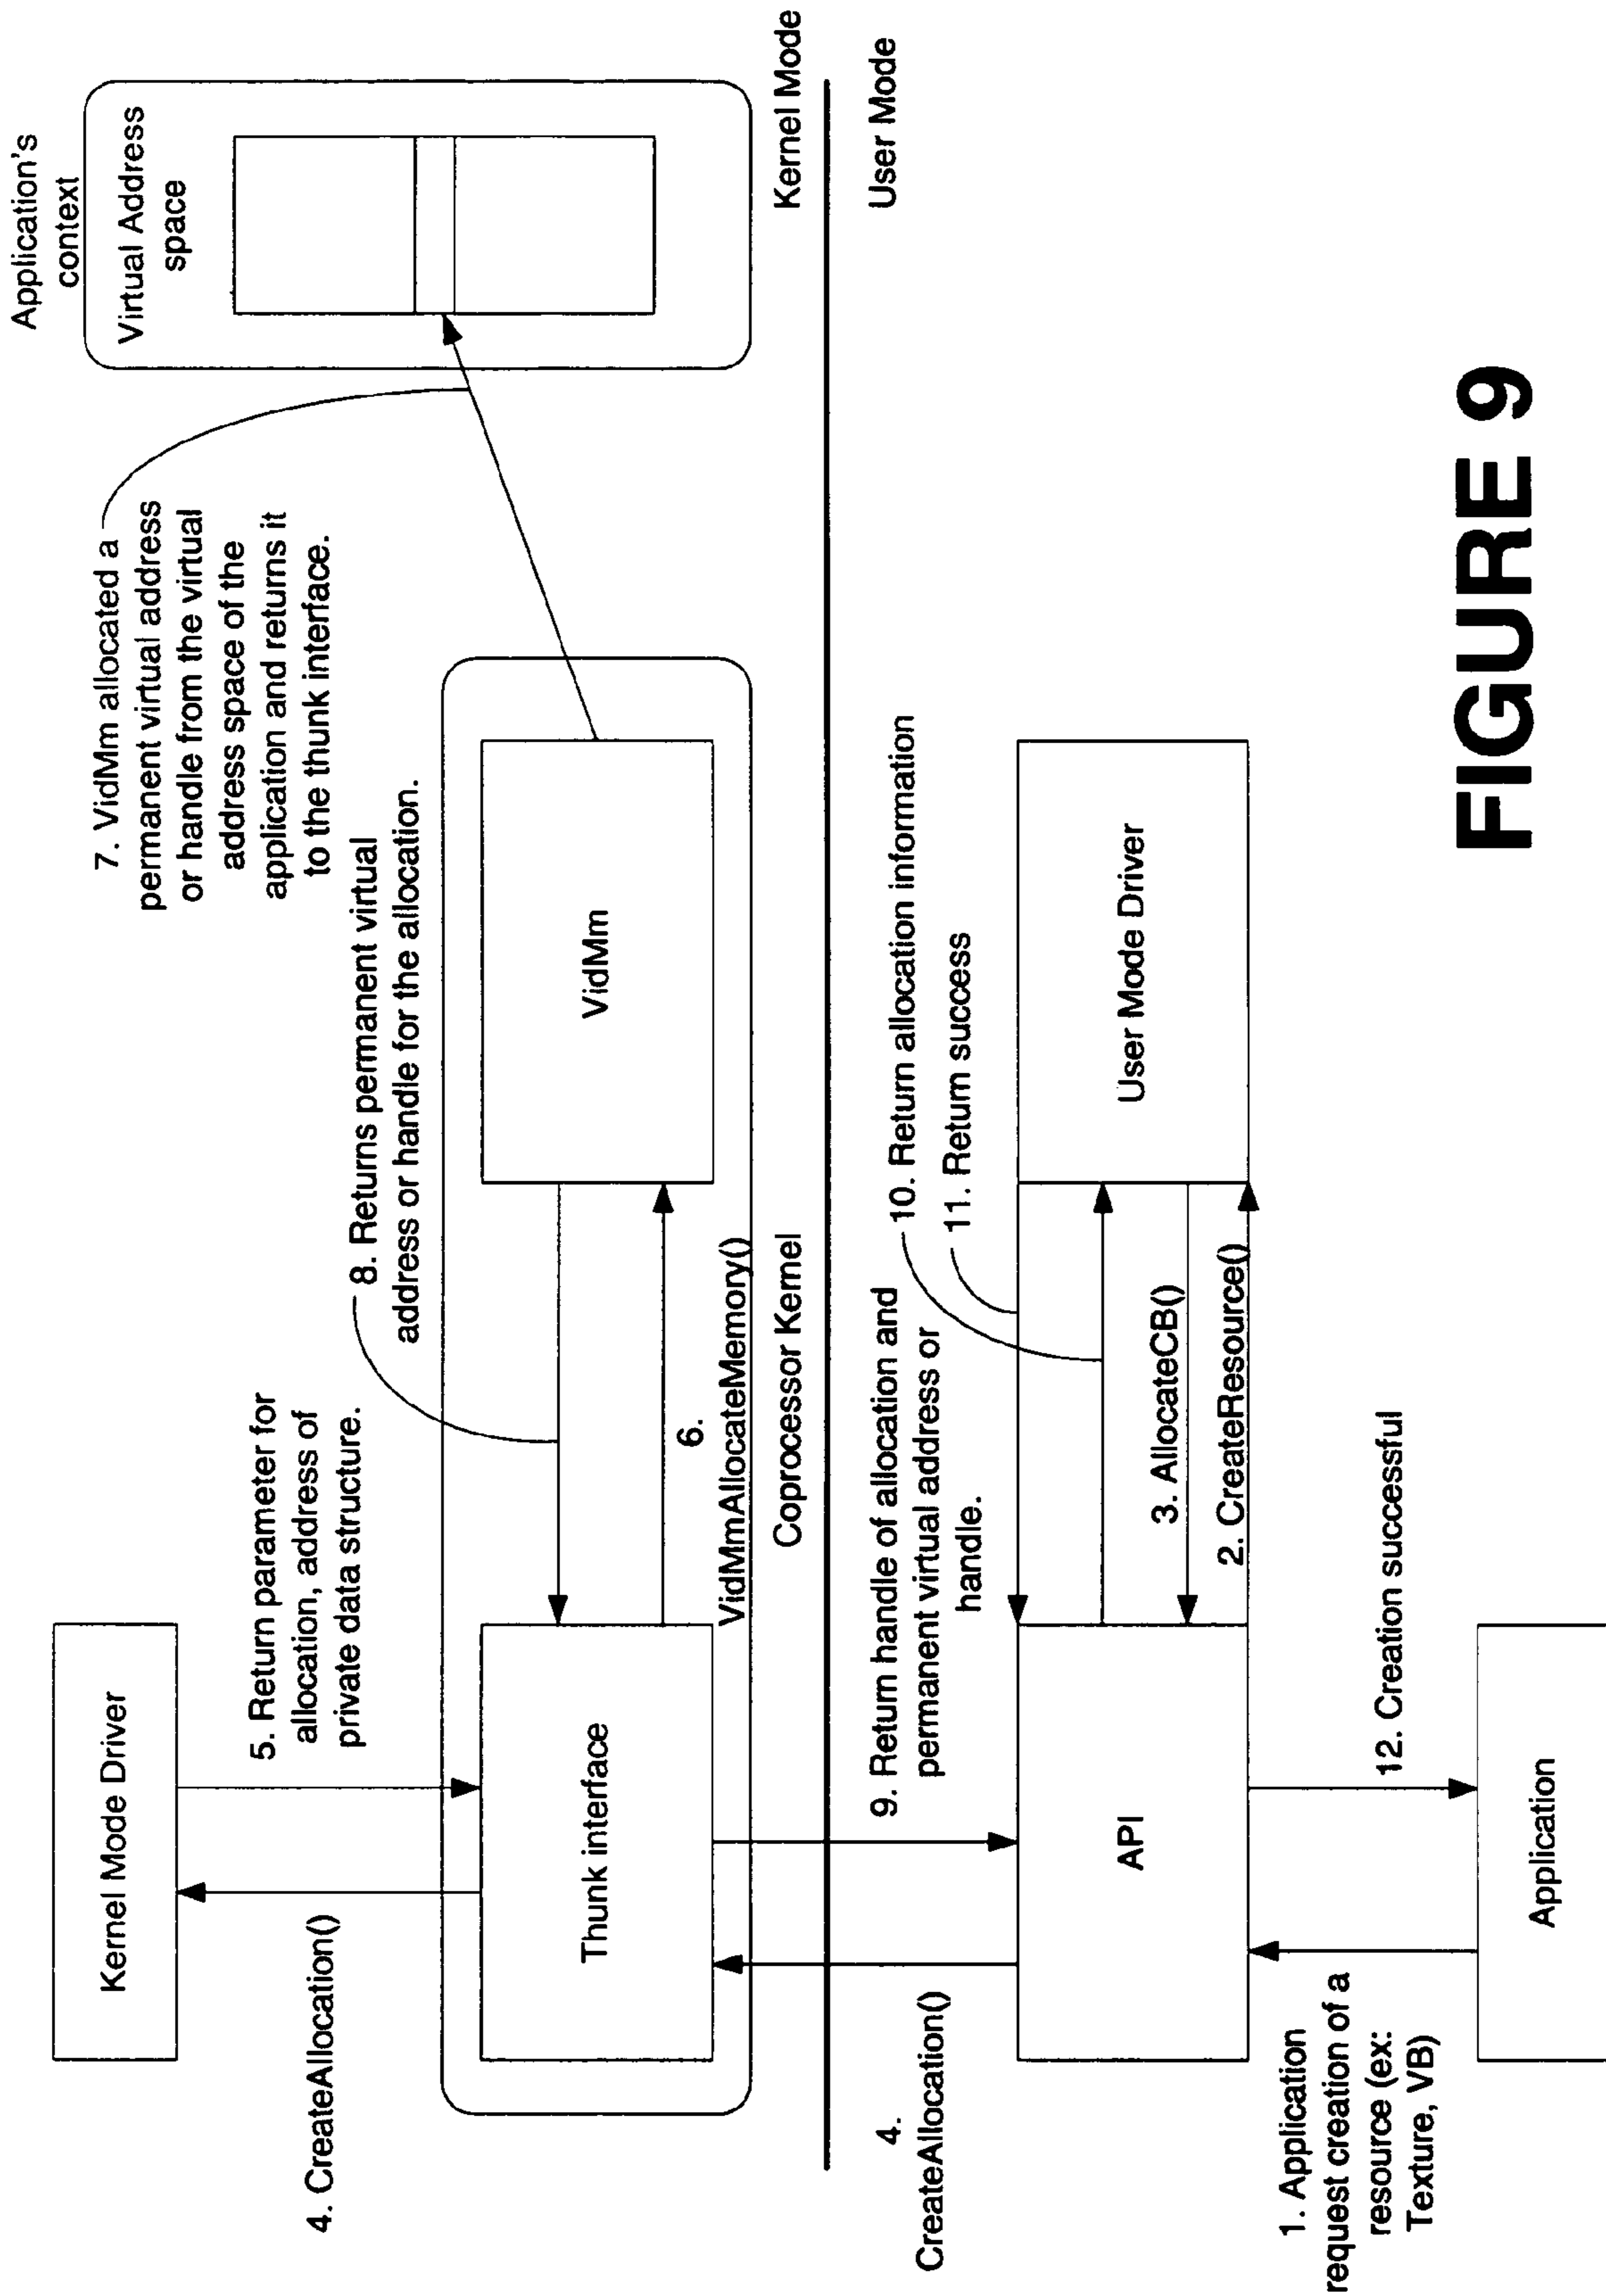 Application's
context
Virtual Address
space
7. VidMm allocated a
permanent virtual address
or handle from the virtual
address space of the
application and returns it
to the thunk interface.
Kernel Mode Driver
4. CreateAllocation()
5. Return parameter for
allocation, address of
private data structure.
8. Returns permanent virtual
address or handle for the allocation.
Thunk interface
VidMm
6.
VidMmAllocateMemory()
Coprocessor Kernel
Kernel Mode
User Mode
4.
CreateAllocation()
9. Return handle of allocation and
permanent virtual address or
handle.
10. Return allocation information
11. Return success
API
User Mode Driver
3. AllocateCB()
2. CreateResource()
1. Application
request creation of a
resource (ex:
Texture, VB)
12. Creation successful
Application
FIGURE 9